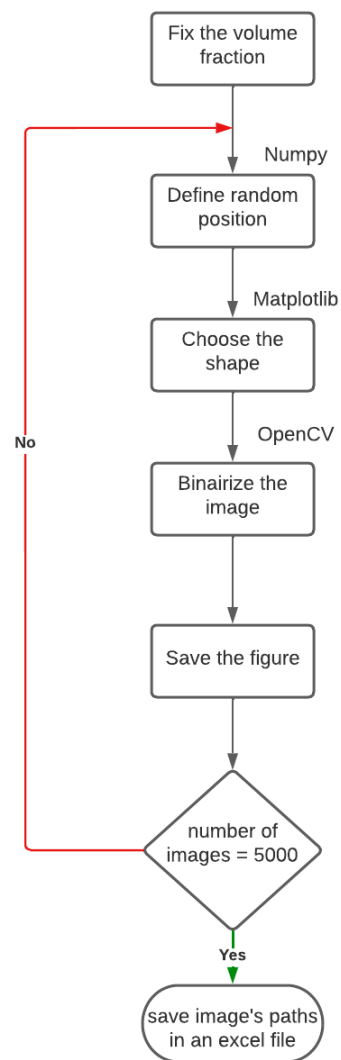 Fix the volume
fraction
Numpy
Define random
position
Matplotlib
Choose the
shape
OpenCV
No
Binairize the
image
Save the figure
number of
images = 5000
Yes
save image's paths
in an excel file